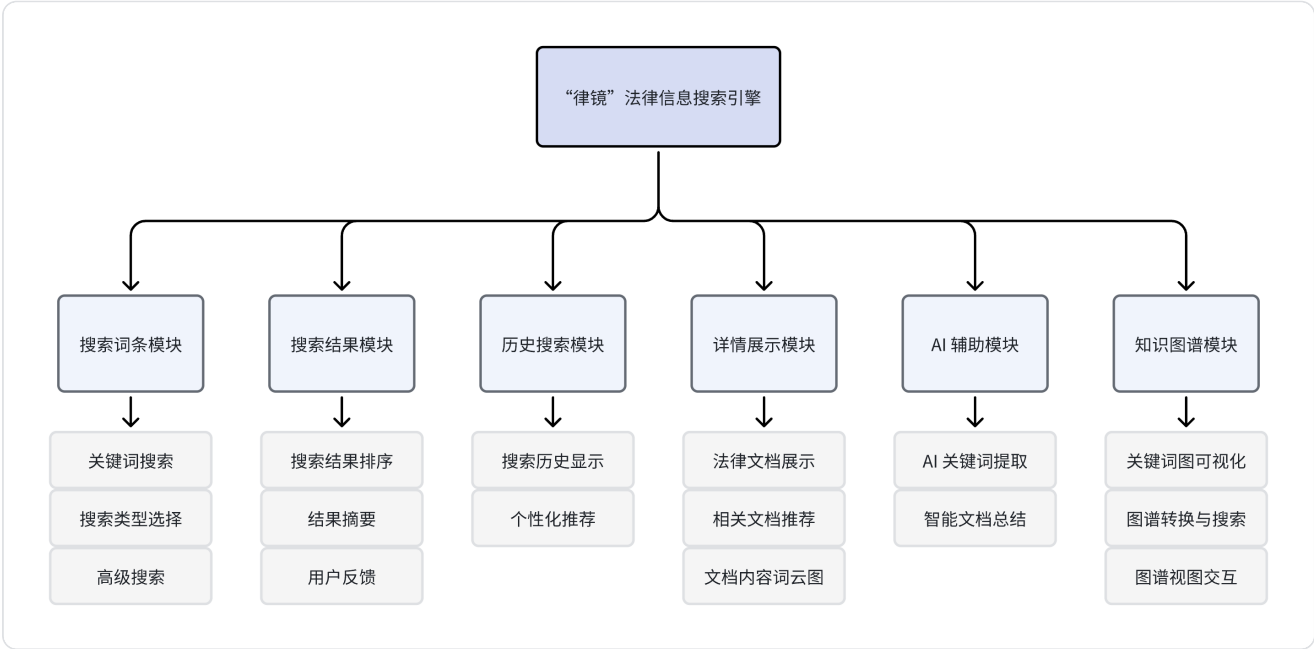 “律镜”法律信息搜索引擎
搜索词条模块
搜索结果模块
历史搜索模块
详情展示模块
AI 辅助模块
知识图谱模块
关键词搜索
搜索结果排序
搜索历史显示
法律文档展示
AI 关键词提取
关键词图可视化
搜索类型选择
结果摘要
个性化推荐
相关文档推荐
智能文档总结
图谱转换与搜索
高级搜索
用户反馈
文档内容词云图
图谱视图交互